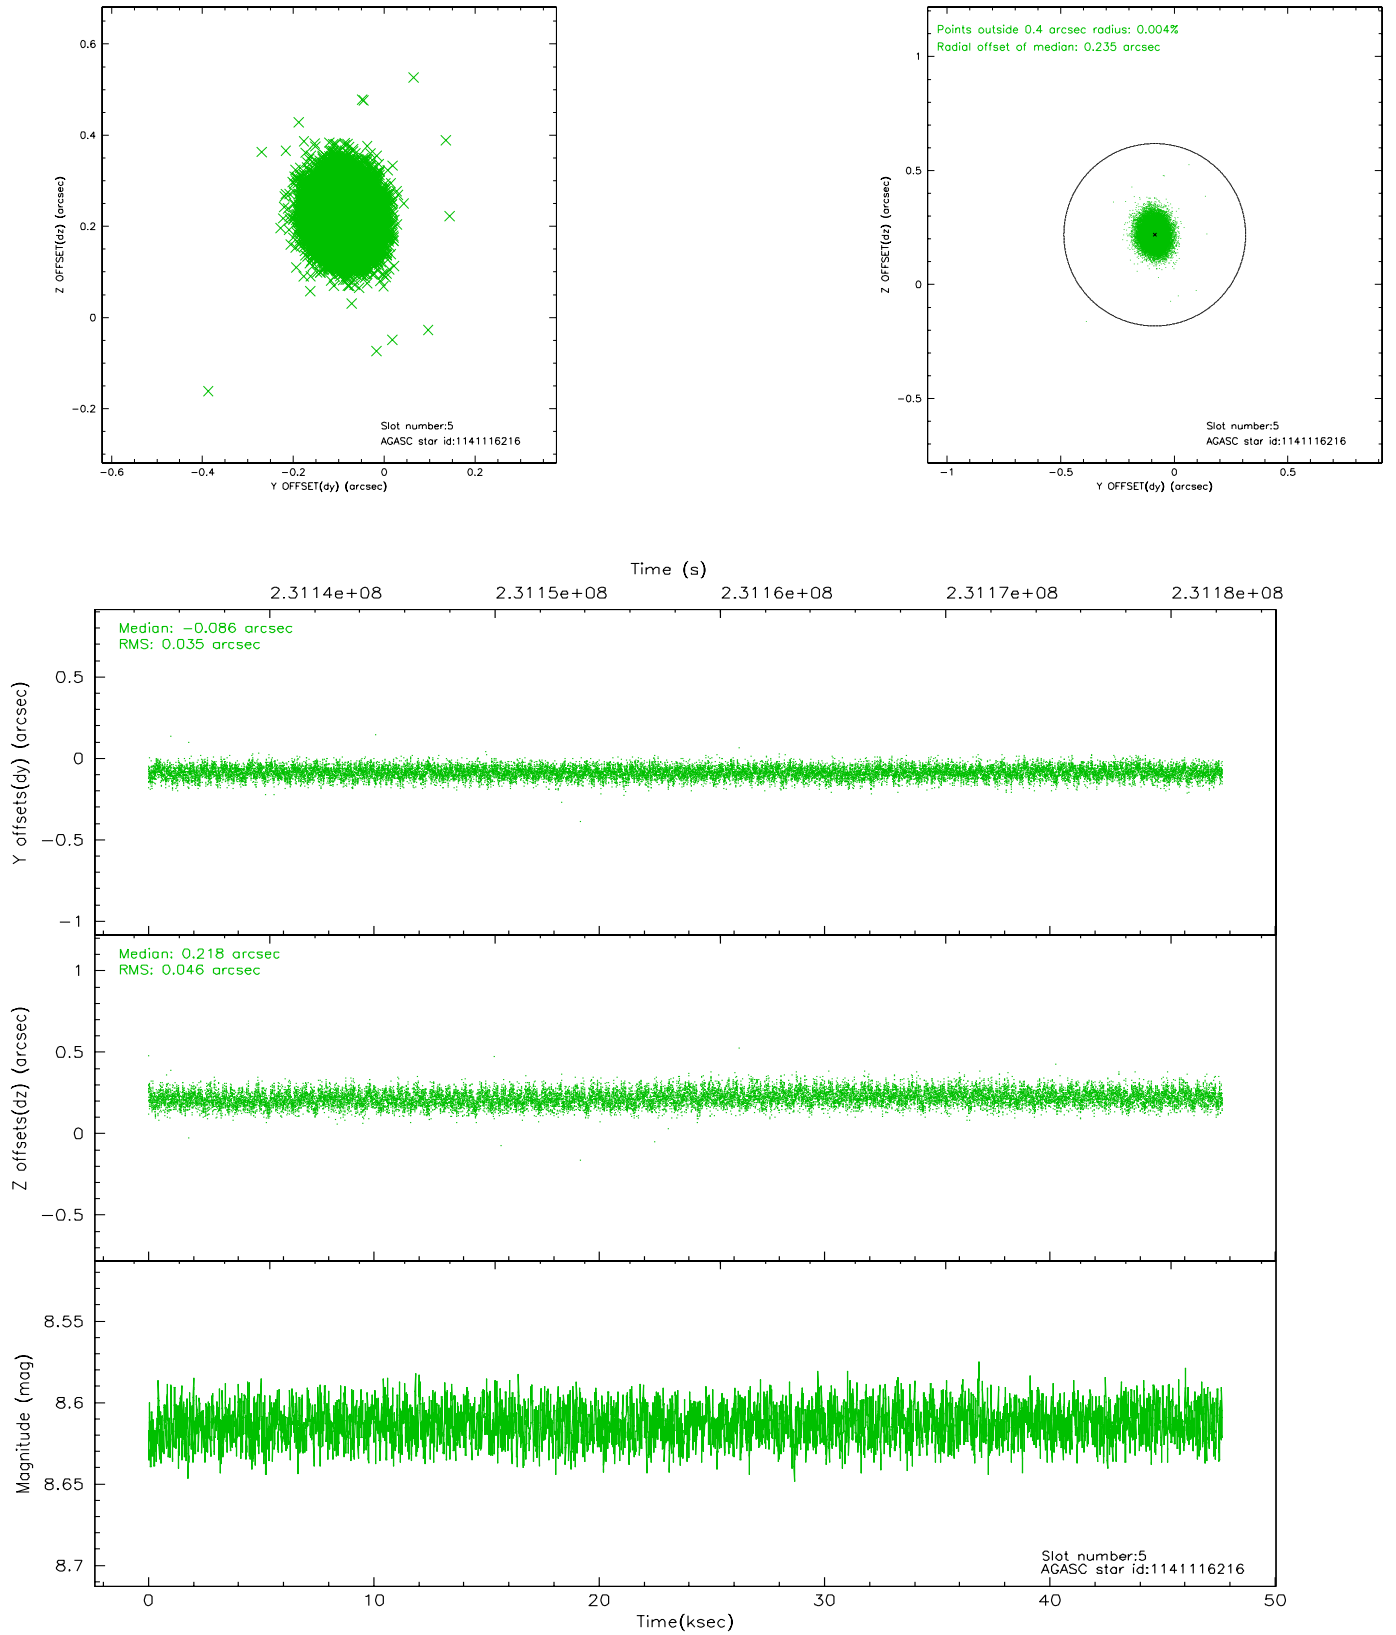 0.6
0.4
0.2
0
−0.2
Z OFFSET(dz) (arcsec)
Slot number:5
AGASC star id:1141116216
−0.6
−0.4
−0.2
0
0.2
Y OFFSET(dy) (arcsec)
Points outside 0.4 arcsec radius: 0.004%
Radial offset of median: 0.235 arcsec
1
0.5
0
−0.5
Z OFFSET(dz) (arcsec)
Slot number:5
AGASC star id:1141116216
−1
−0.5
0
0.5
Y OFFSET(dy) (arcsec)
Time (s)
2.3114e+08
2.3115e+08
2.3116e+08
2.3117e+08
2.3118e+08
Median: −0.086 arcsec
RMS: 0.035 arcsec
0.5
0
−0.5
−1
Y offsets(dy) (arcsec)
Median: 0.218 arcsec
RMS: 0.046 arcsec
1
0.5
0
−0.5
Z offsets(dz) (arcsec)
8.55
8.6
8.65
8.7
Magnitude (mag)
Slot number:5
AGASC star id:1141116216
0
10
20
30
40
50
Time(ksec)